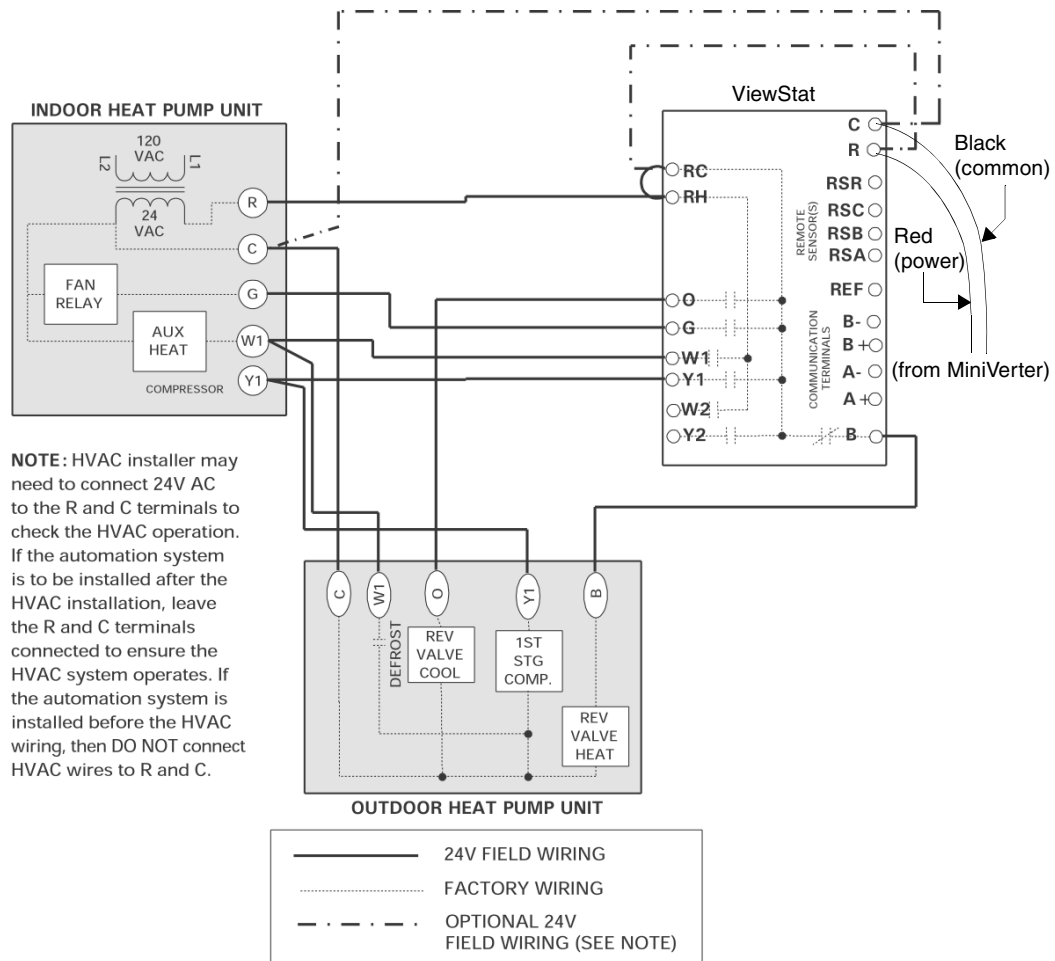 ViewStat
INDOOR HEAT PUMP UNIT
120
VAC
L2
L1
24
VAC
R
C
G
W1
Y1
FAN
RELAY
AUX
HEAT
COMPRESSOR
RC
RH
O
G
W1
Y1
W2
Y2
C
R
RSR
RSC
RSB
RSA
REF
B-
B+
A-
A+
B
REMOTE
SENSOR(S)
COMMUNICATION
TERMINALS
Black
(common)
Red
(power)
(from MiniVerter)
NOTE: HVAC installer may
need to connect 24V AC
to the R and C terminals to
check the HVAC operation.
If the automation system
is to be installed after the
HVAC installation, leave
the R and C terminals
connected to ensure the
HVAC system operates. If
the automation system is
installed before the HVAC
wiring, then DO NOT connect
HVAC wires to R and C.
C
W1
O
Y1
B
DEFROST
REV
VALVE
COOL
1ST
STG
COMP.
REV
VALVE
HEAT
OUTDOOR HEAT PUMP UNIT
24V FIELD WIRING
FACTORY WIRING
OPTIONAL 24V
FIELD WIRING (SEE NOTE)